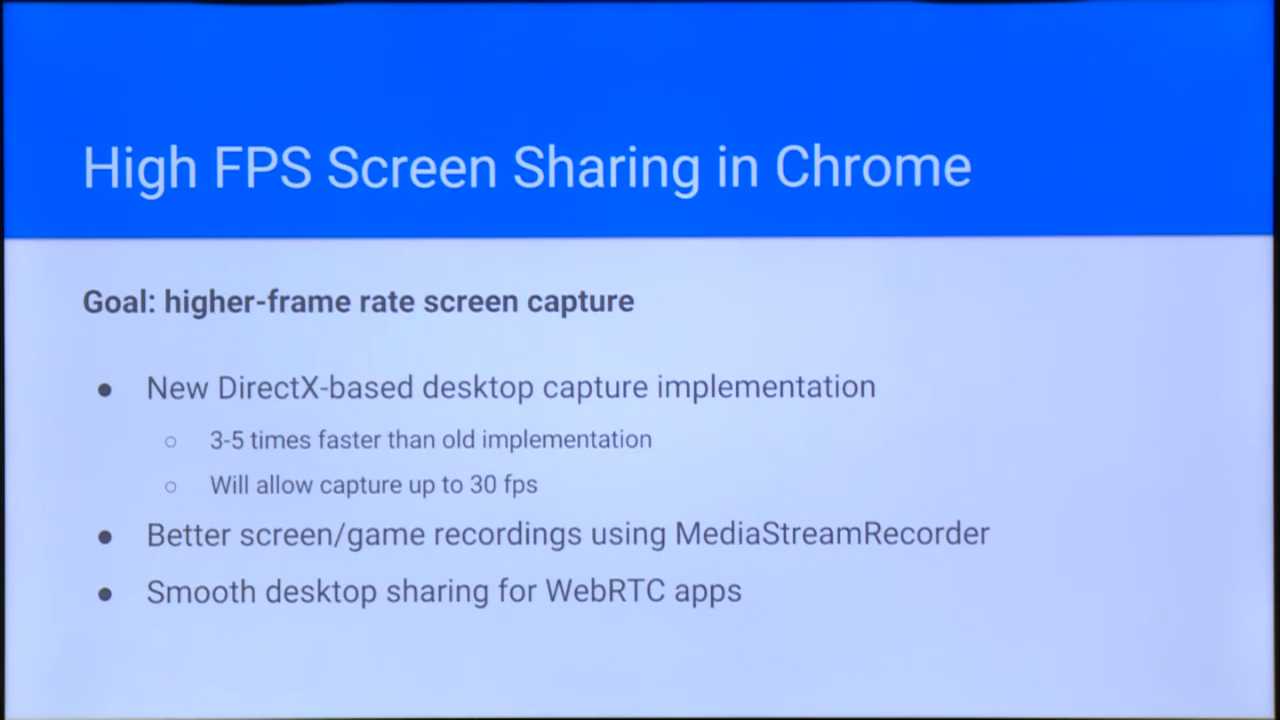 High FPS Screen Sharing in Chrome
Goal: higher-frame rate screen capture
● New DirectX-based desktop capture implementation
○ 3-5 times faster than old implementation
○ Will allow capture up to 30 fps
● Better screen/game recordings using MediaStreamRecorder
● Smooth desktop sharing for WebRTC apps